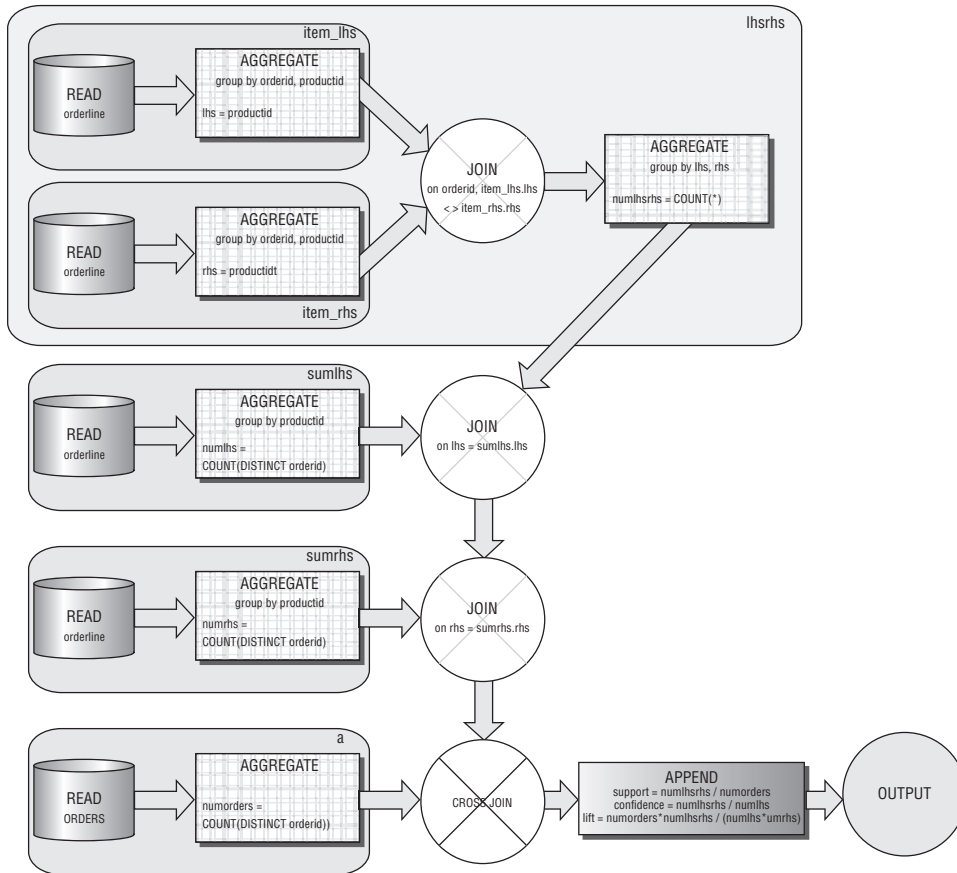 lhsrhs
item_lhs
READ
orderline
AGGREGATE
group by orderid, productid
lhs = productid
READ
orderline
AGGREGATE
group by orderid, productid
rhs = productidt
item_rhs
JOIN
on orderid, item_lhs.lhs
< > item_rhs.rhs
AGGREGATE
group by lhs, rhs
numlhsrhs = COUNT(*)
sumlhs
READ
orderline
AGGREGATE
group by productid
numlhs =
COUNT(DISTINCT orderid)
JOIN
on lhs = sumlhs.lhs
sumrhs
READ
orderline
AGGREGATE
group by productid
numrhs =
COUNT(DISTINCT orderid)
JOIN
on rhs = sumrhs.rhs
a
READ
ORDERS
AGGREGATE
numorders =
COUNT(DISTINCT orderid))
CROSS JOIN
APPEND
support = numlhsrhs / numorders
confidence = numlhsrhs / numlhs
lift = numorders*numlhsrhs / (numlhs*umrhs)
OUTPUT